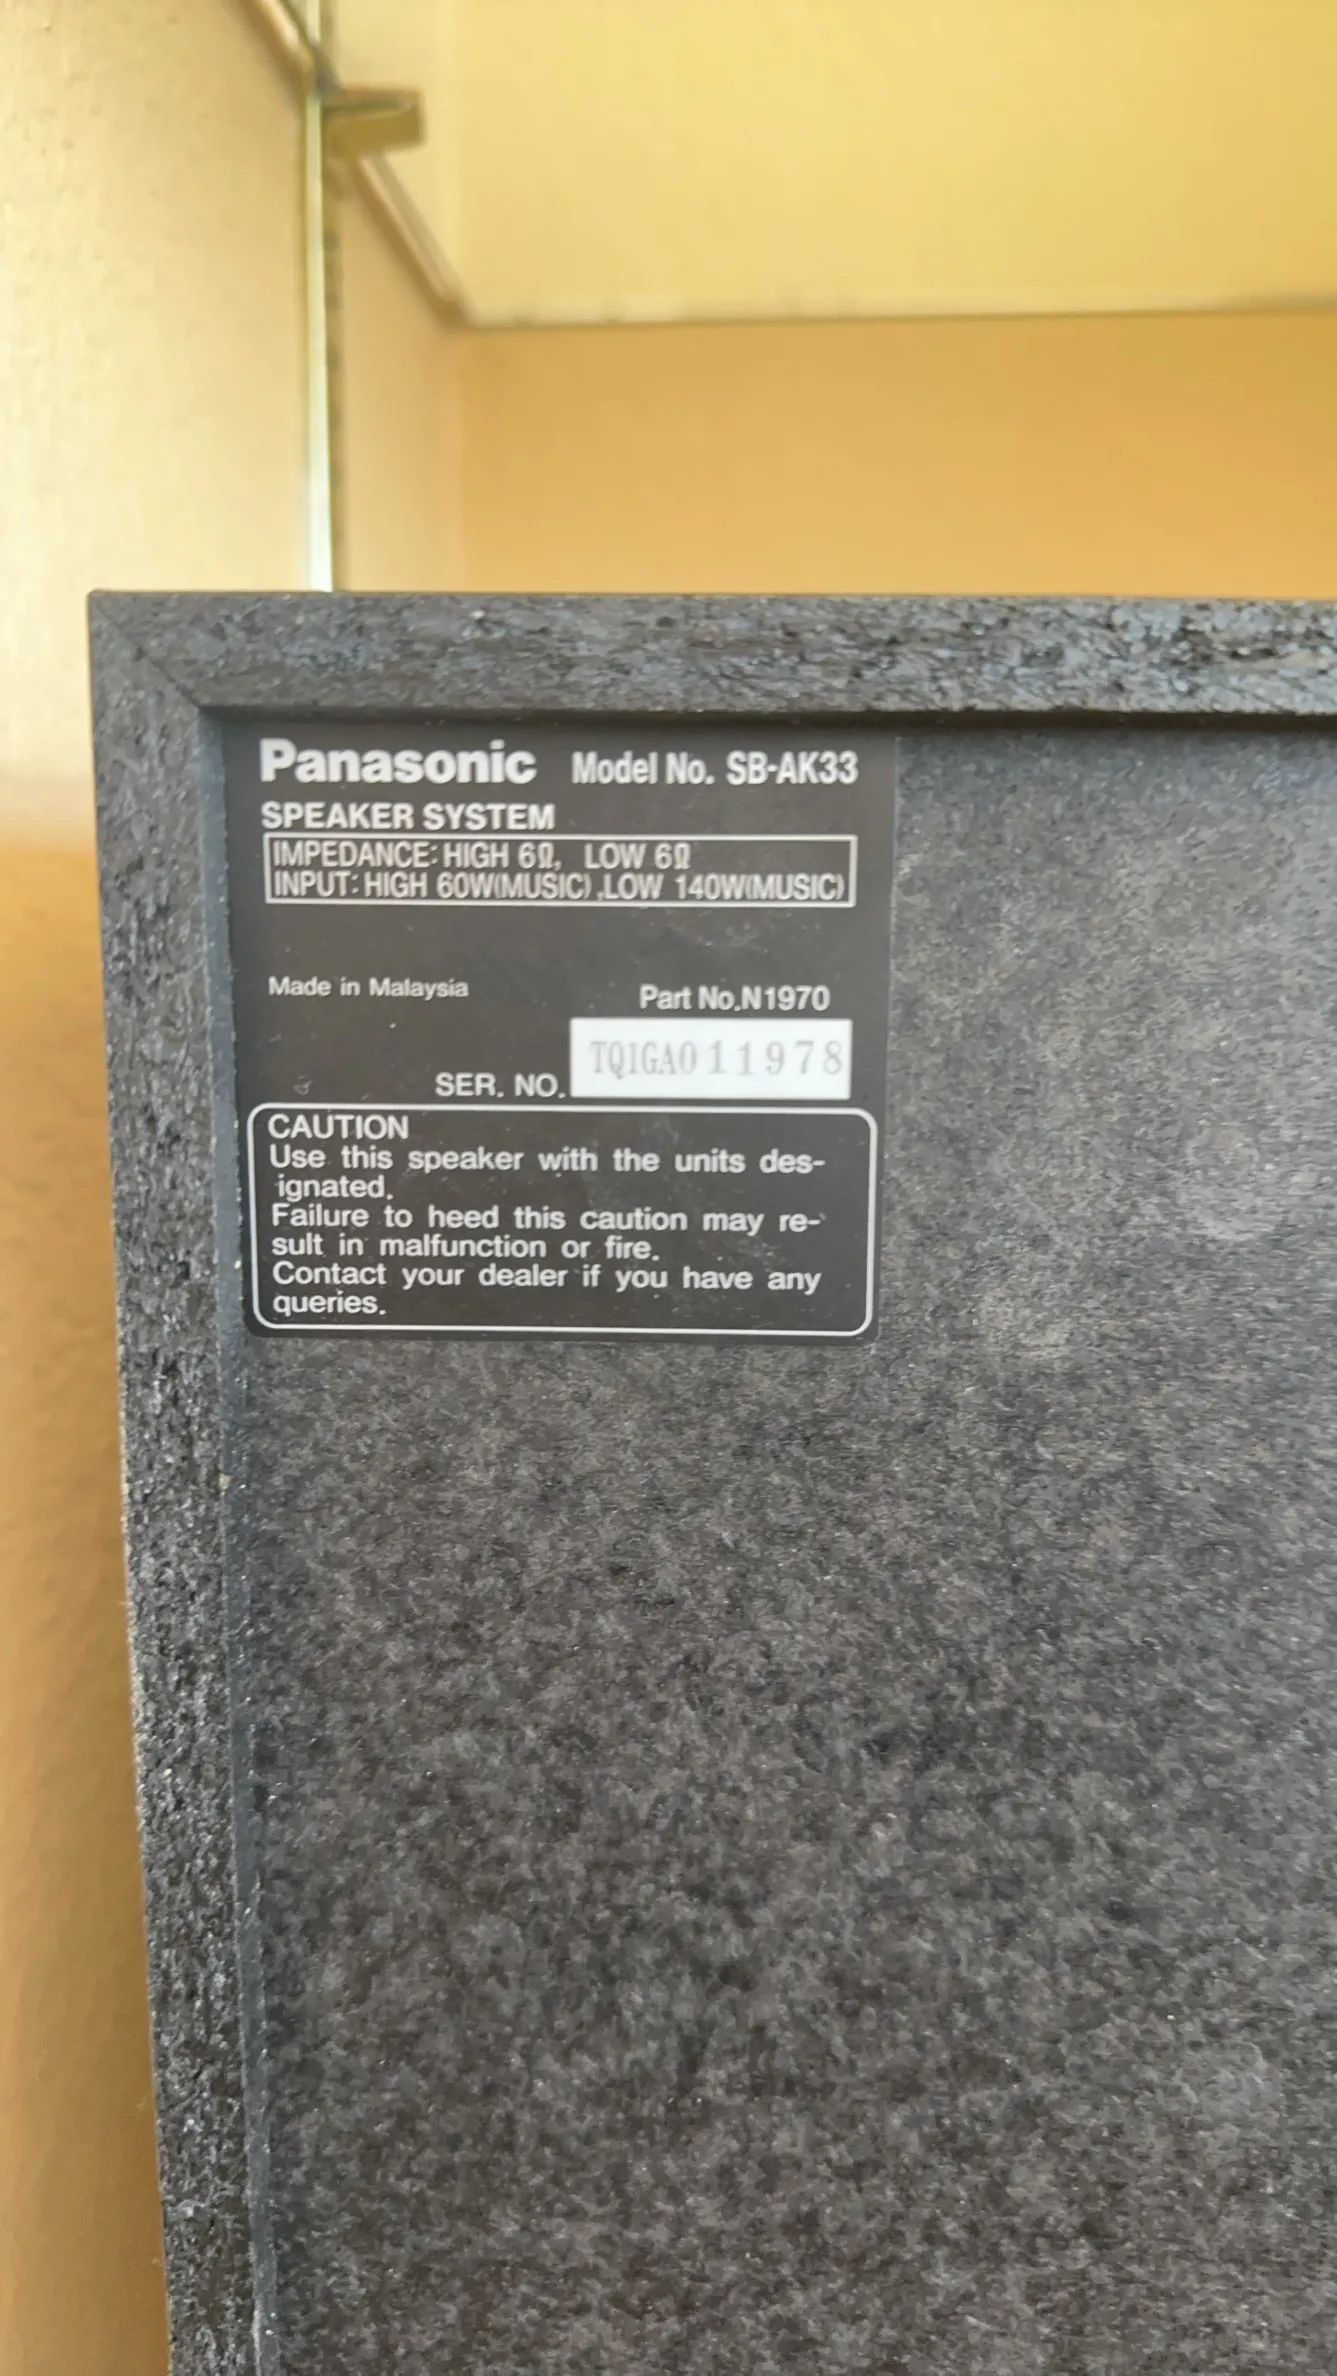 Panasonic Model No. SB-AK33
SPEAKER SYSTEM
IMPEDANCE: HIGH 6Ω, LOW 6Ω
INPUT: HIGH 60W(MUSIC), LOW 140W(MUSIC)
Made in Malaysia
Part No.N1970
SER. NO. TQIGA011978
CAUTION
Use this speaker with the units des-
ignated.
Failure to heed this caution may re-
sult in malfunction or fire.
Contact your dealer if you have any
queries.